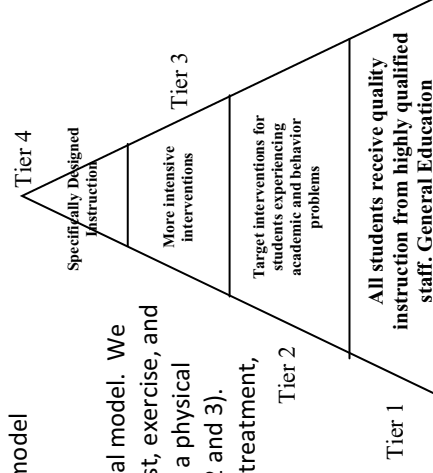 model
al model. We
st, exercise, and
a physical
2 and 3).
treatment,
Tier 4
Specifically Designed
Instruction
Tier 3
More intensive
interventions
Tier 2
Target interventions for
students experiencing
academic and behavior
problems
Tier 1
All students receive quality
instruction from highly qualified
staff. General Education